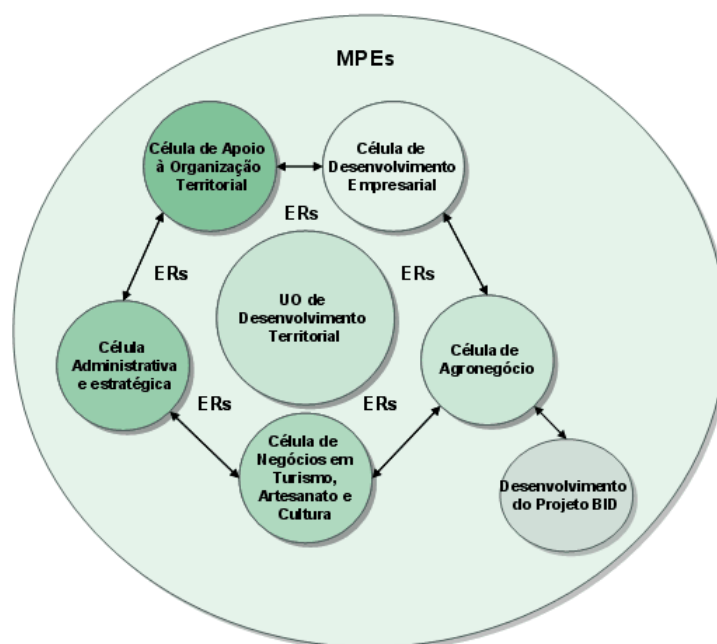 MPEs
Célula de Apoio
à Organização
Territorial
Célula de
Desenvolvimento
Empresarial
ERs
ERs
ERs
UO de
Desenvolvimento
Territorial
Célula
Administrativa
e estratégica
Célula de
Agronegócio
ERs
ERs
Célula de
Negócios em
Turismo,
Artesanato e
Cultura
Desenvolvimento
do Projeto BID